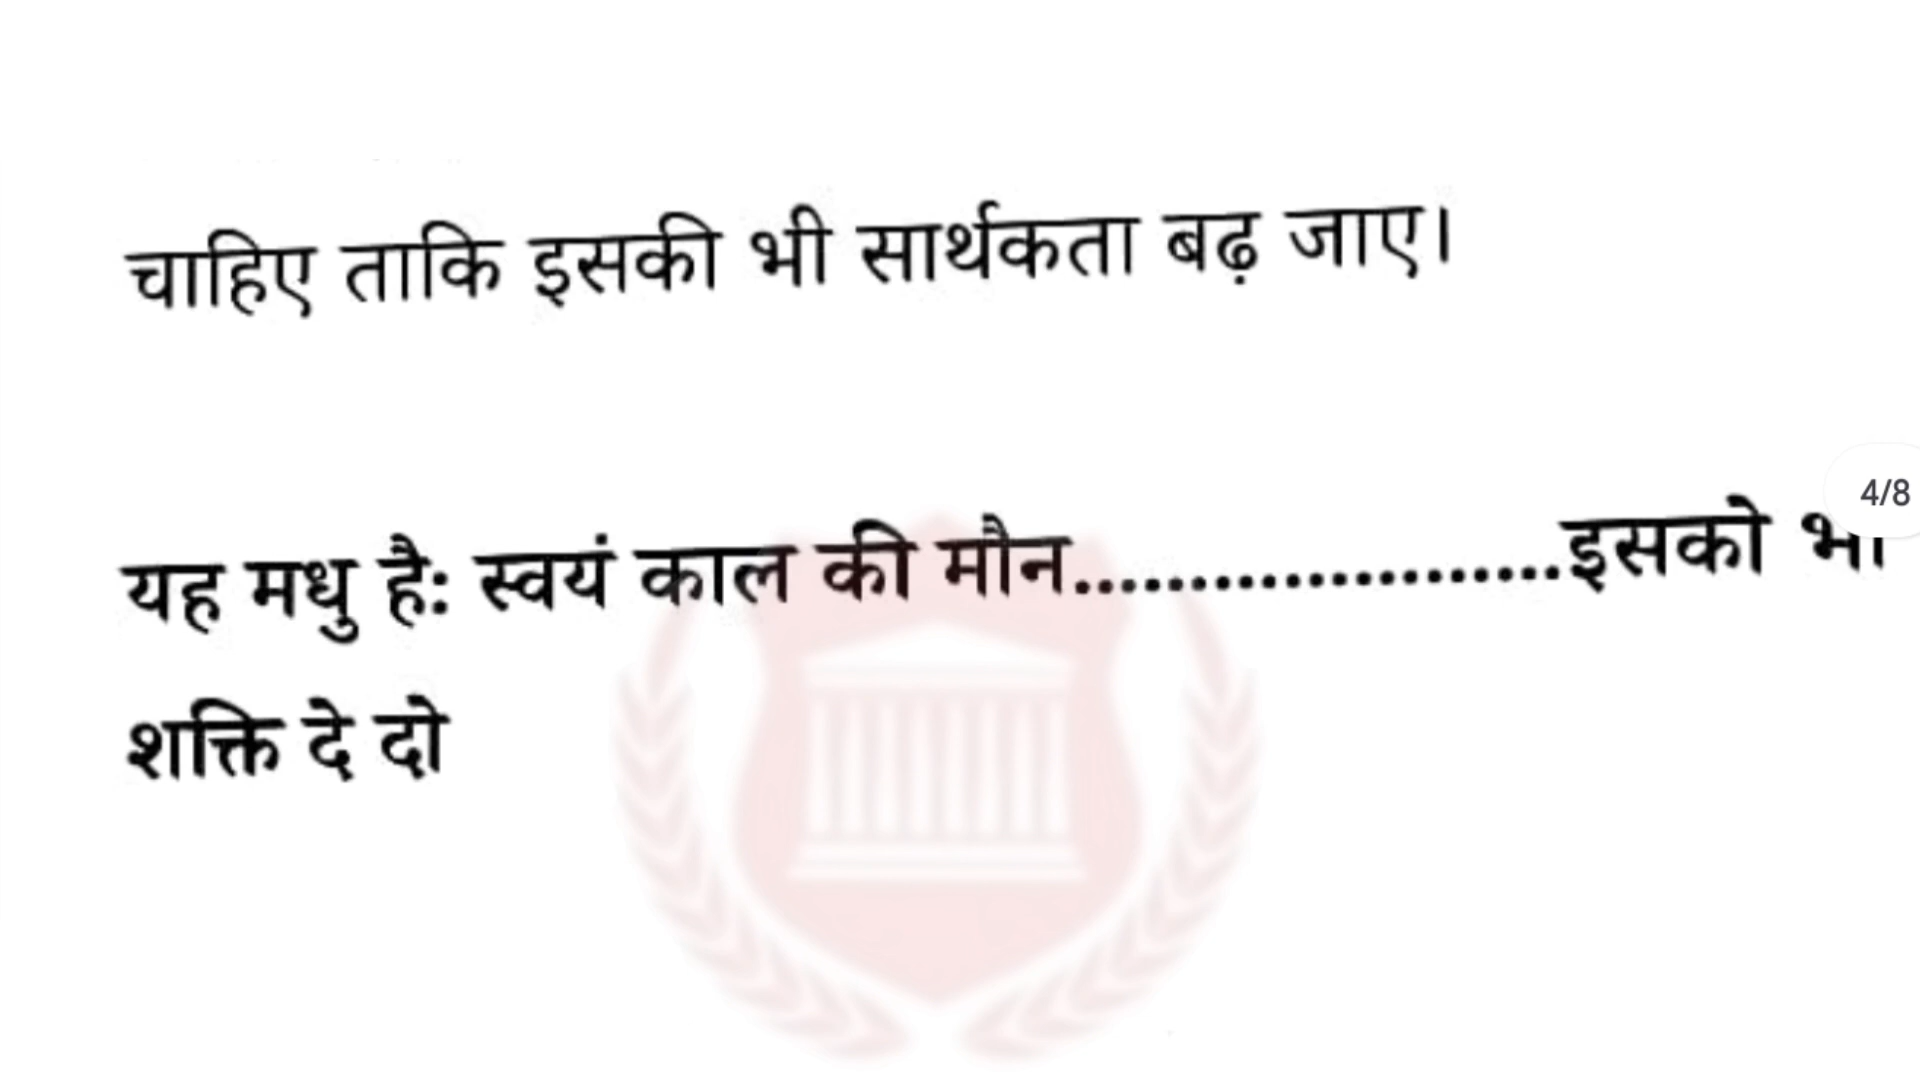 चाहिए ताकि इसकी भी सार्थकता बढ़ जाए।
4/8
यह मधु है: स्वयं काल की मौन.....................इसको भी
शक्ति दे दो